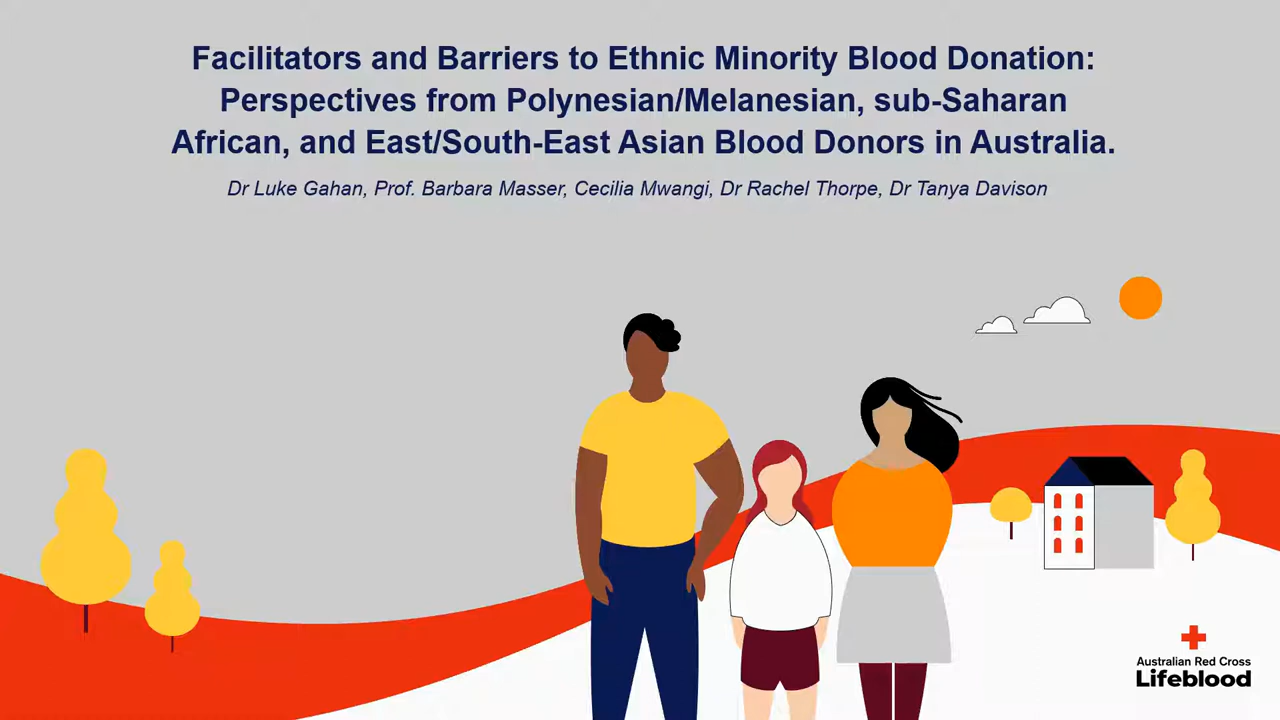 Facilitators and Barriers to Ethnic Minority Blood Donation:
Perspectives from Polynesian/Melanesian, sub-Saharan
African, and East/South-East Asian Blood Donors in Australia.
Dr Luke Gahan, Prof. Barbara Masser, Cecilia Mwangi, Dr Rachel Thorpe, Dr Tanya Davison
Australian Red Cross
Lifeblood